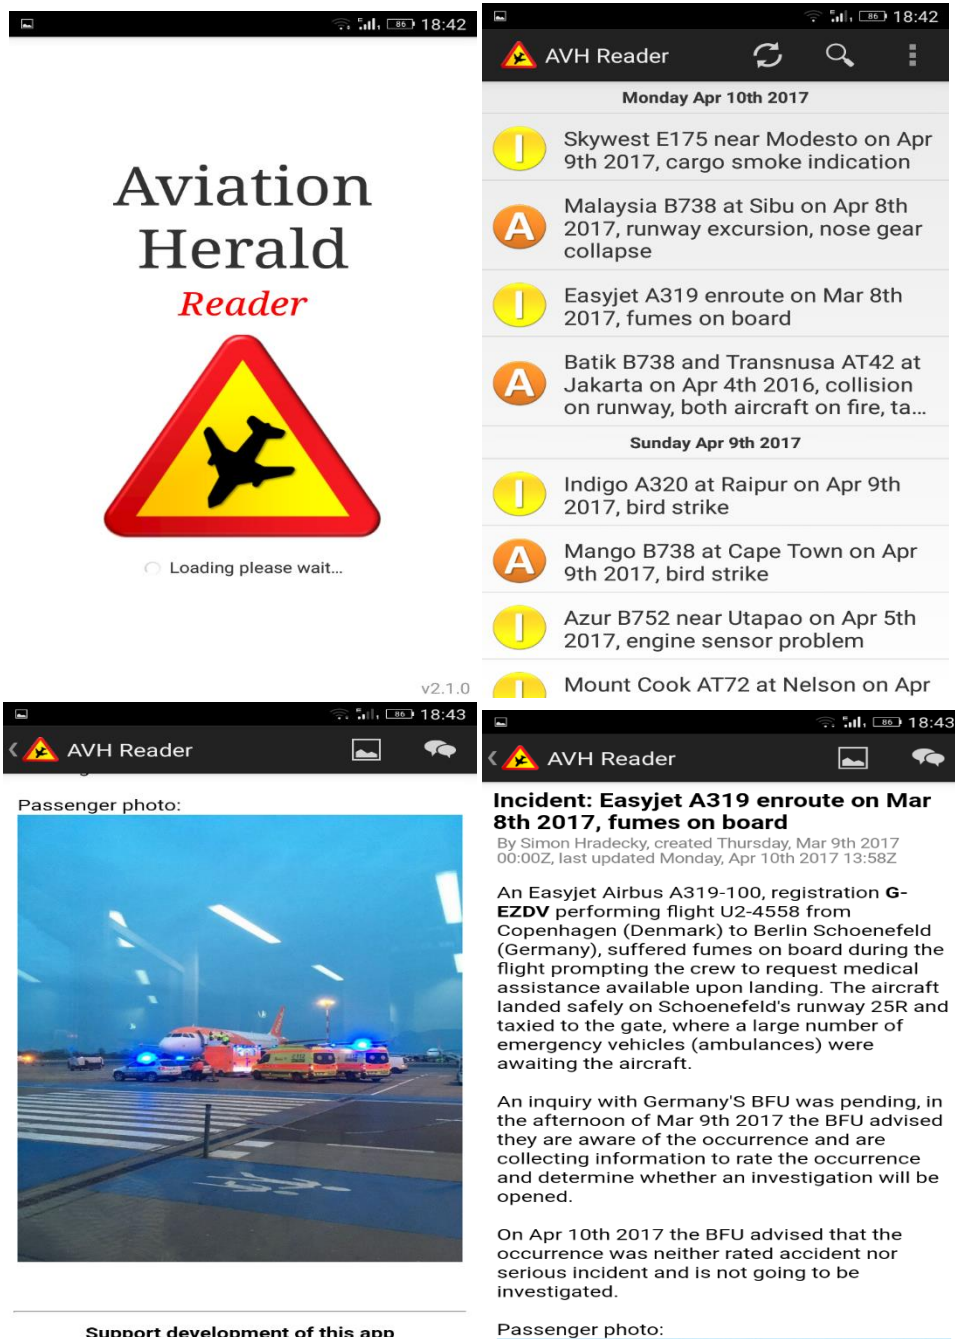 86 18:42
Aviation
Herald
Reader
Loading please wait...
v2.1.0
86 18:42
AVH Reader
Monday Apr 10th 2017
I
Skywest E175 near Modesto on Apr
9th 2017, cargo smoke indication
A
Malaysia B738 at Sibu on Apr 8th
2017, runway excursion, nose gear
collapse
I
Easyjet A319 enroute on Mar 8th
2017, fumes on board
A
Batik B738 and Transnusa AT42 at
Jakarta on Apr 4th 2016, collision
on runway, both aircraft on fire, ta...
Sunday Apr 9th 2017
I
Indigo A320 at Raipur on Apr 9th
2017, bird strike
A
Mango B738 at Cape Town on Apr
9th 2017, bird strike
I
Azur B752 near Utapao on Apr 5th
2017, engine sensor problem
I
Mount Cook AT72 at Nelson on Apr
86 18:43
AVH Reader
Passenger photo:
Support development of this app
86 18:43
AVH Reader
Incident: Easyjet A319 enroute on Mar
8th 2017, fumes on board
By Simon Hradecky, created Thursday, Mar 9th 2017
00:00Z, last updated Monday, Apr 10th 2017 13:58Z
An Easyjet Airbus A319-100, registration G-
EZDV performing flight U2-4558 from
Copenhagen (Denmark) to Berlin Schoenefeld
(Germany), suffered fumes on board during the
flight prompting the crew to request medical
assistance available upon landing. The aircraft
landed safely on Schoenefeld's runway 25R and
taxied to the gate, where a large number of
emergency vehicles (ambulances) were
awaiting the aircraft.
An inquiry with Germany'S BFU was pending, in
the afternoon of Mar 9th 2017 the BFU advised
they are aware of the occurrence and are
collecting information to rate the occurrence
and determine whether an investigation will be
opened.
On Apr 10th 2017 the BFU advised that the
occurrence was neither rated accident nor
serious incident and is not going to be
investigated.
Passenger photo: